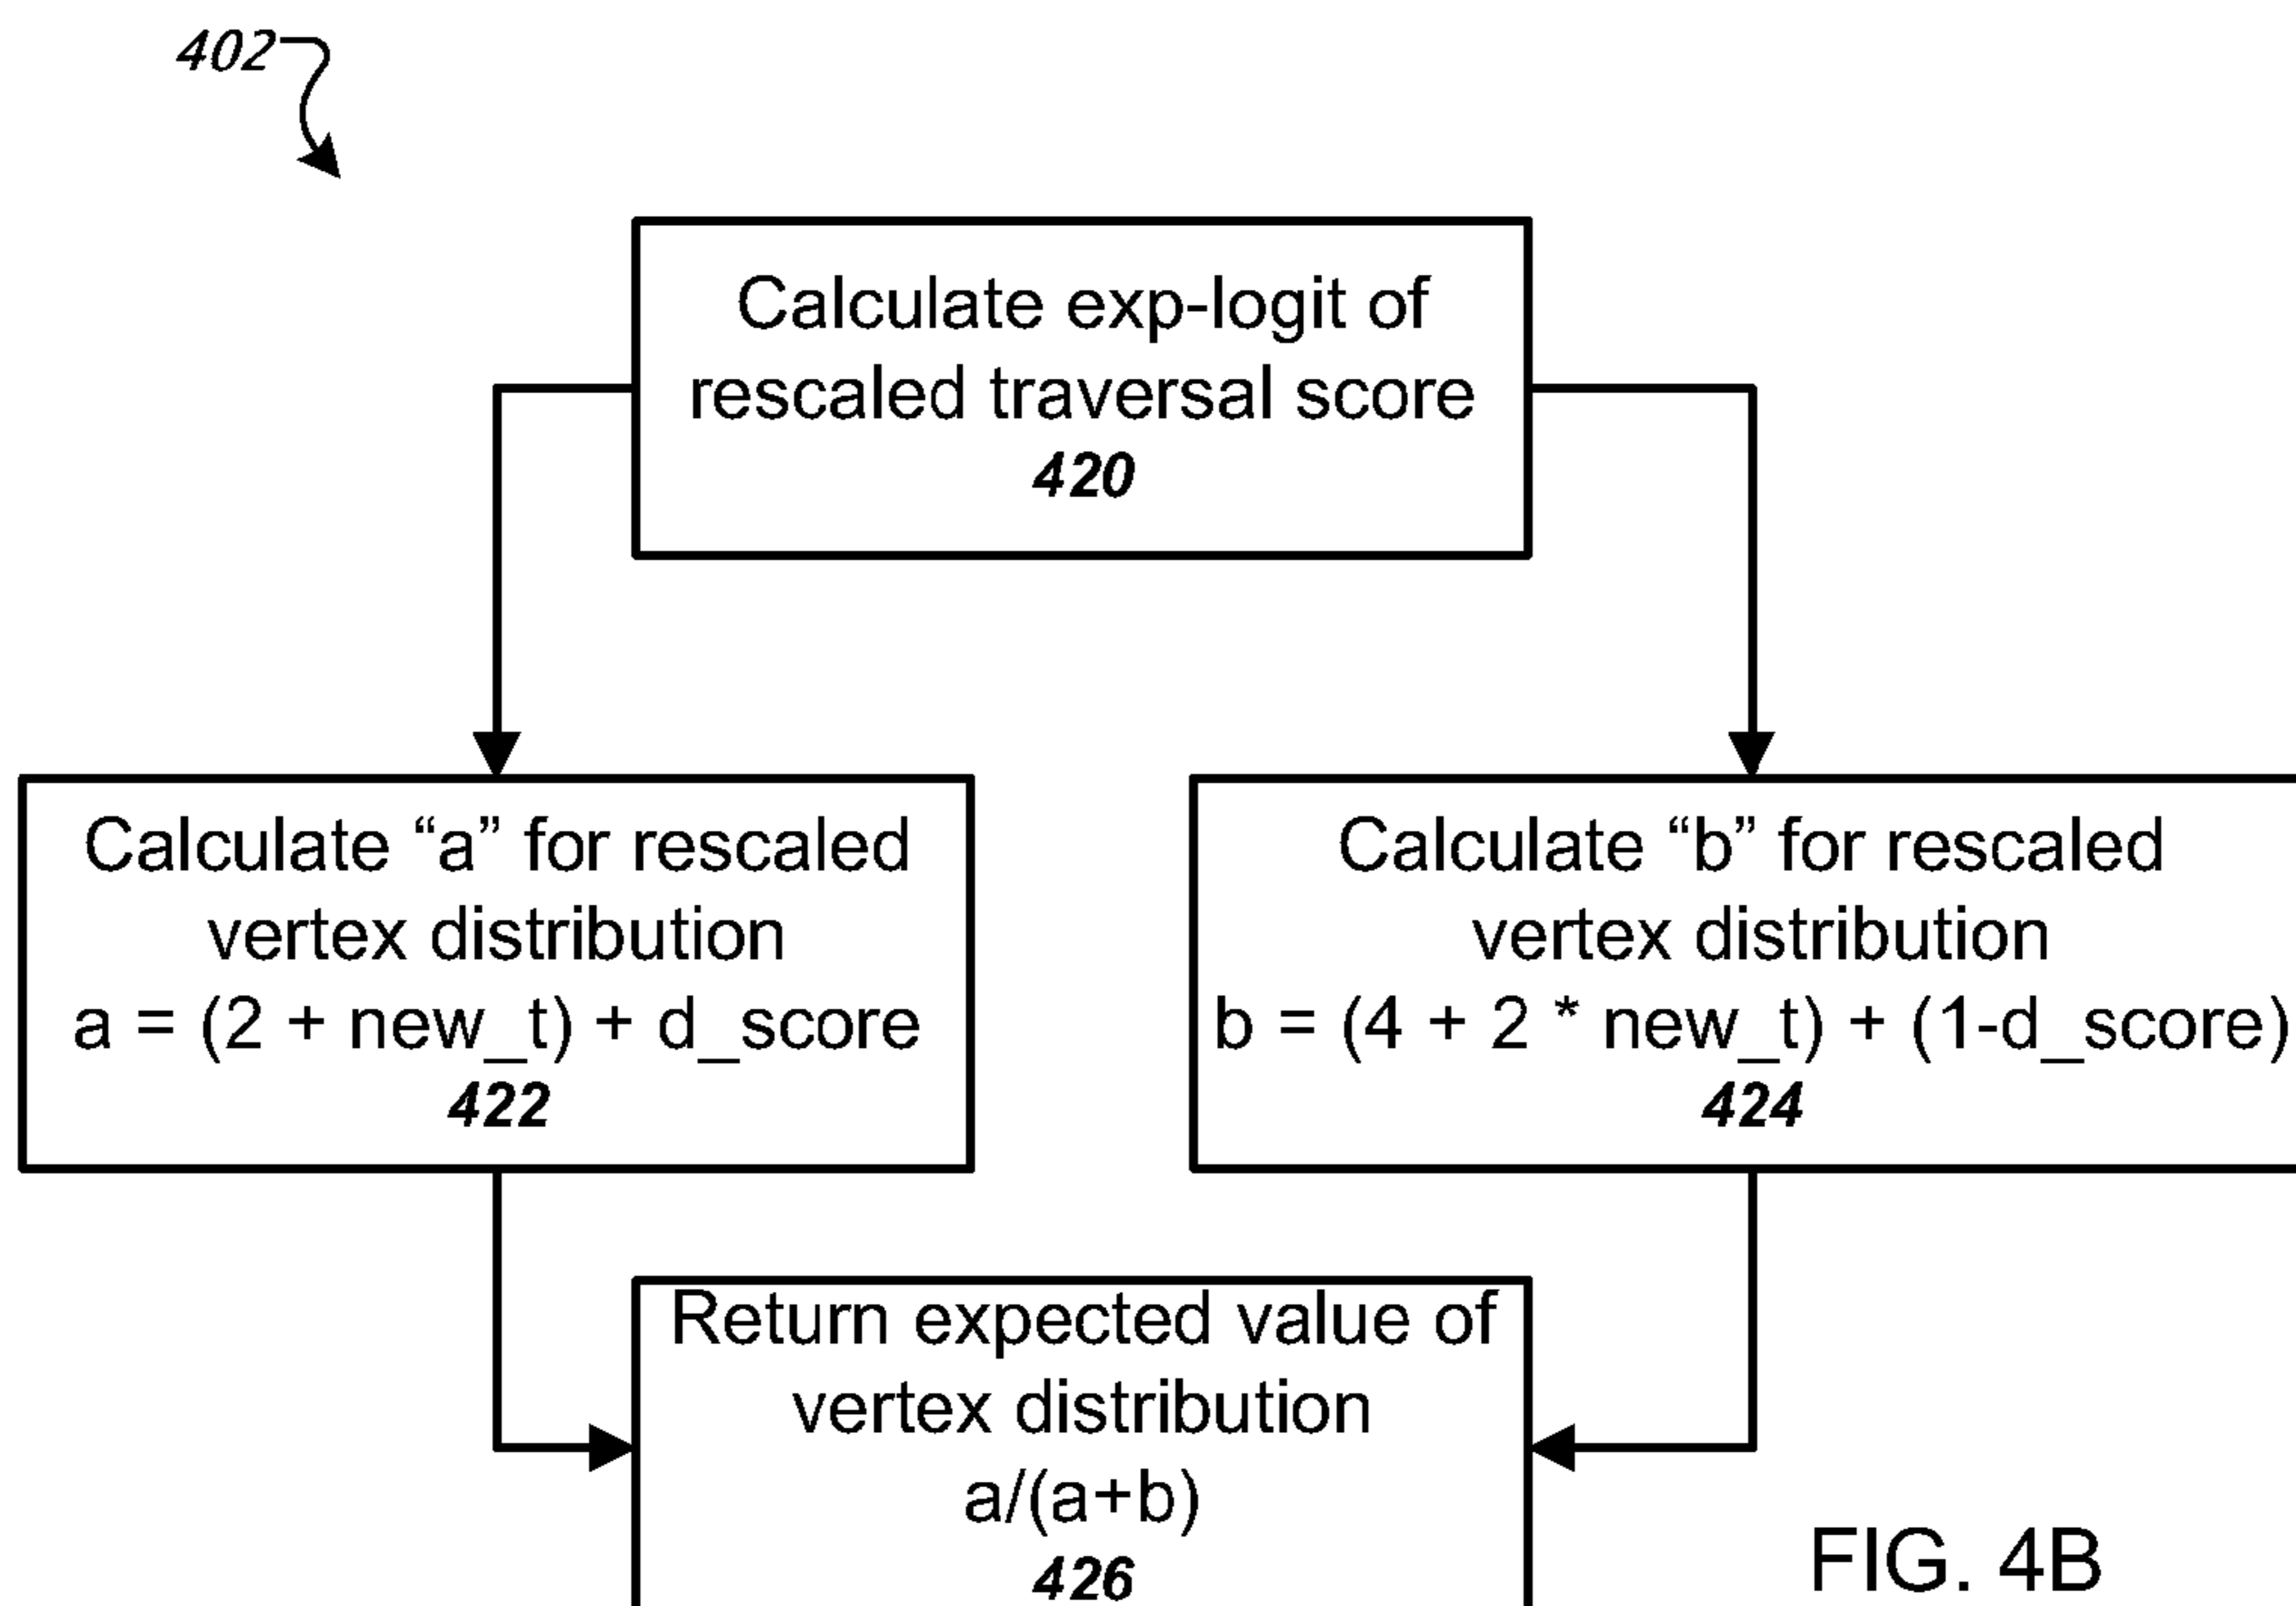 402
Calculate exp-logit of
rescaled traversal score
420
Calculate “a” for rescaled
vertex distribution
a = (2 + new_t) + d_score
422
Calculate “b” for rescaled
vertex distribution
b = (4 + 2 * new_t) + (1-d_score)
424
Return expected value of
vertex distribution
a/(a+b)
426
FIG. 4B